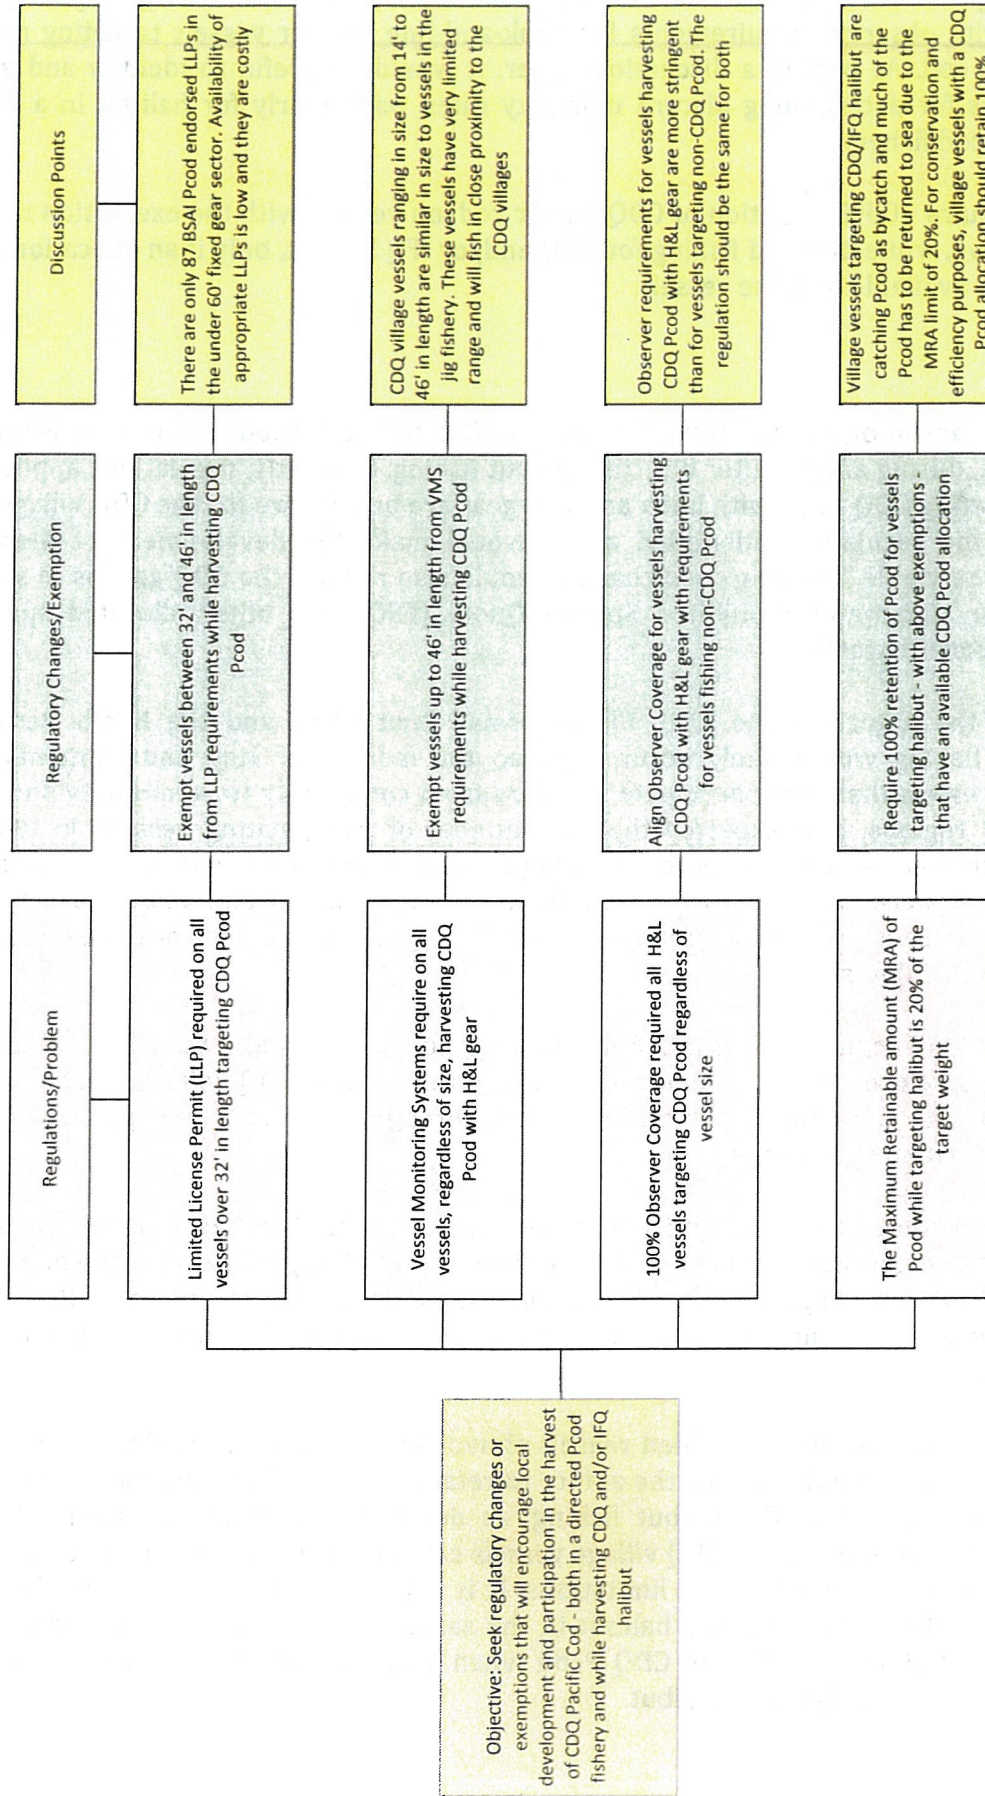 Objective: Seek regulatory changes or
exemptions that will encourage local
development and participation in the harvest
of CDQ Pacific Cod - both in a directed Pcod
fishery and while harvesting CDQ and/or IFQ
halibut
Regulations/Problem
Limited License Permit (LLP) required on all
vessels over 32' in length targeting CDQ Pcod
Vessel Monitoring Systems require on all
vessels, regardless of size, harvesting CDQ
Pcod with H&L gear
100% Observer Coverage required all H&L
vessels targeting CDQ Pcod regardless of
vessel size
The Maximum Retainable amount (MRA) of
Pcod while targeting halibut is 20% of the
target weight
Regulatory Changes/Exemption
Exempt vessels between 32' and 46' in length
from LLP requirements while harvesting CDQ
Pcod
Exempt vessels up to 46' in length from VMS
requirements while harvesting CDQ Pcod
Align Observer Coverage for vessels harvesting
CDQ Pcod with H&L gear with requirements
for vessels fishing non-CDQ Pcod
Require 100% retention of Pcod for vessels
targeting halibut - with above exemptions
that have an available CDQ Pcod allocation
Discussion Points
There are only 87 BSAI Pcod endorsed LLPs in
the under 60' fixed gear sector. Availability of
appropriate LLPs is low and they are costly
CDQ village vessels ranging in size from 14' to
46' in length are similar in size to vessels in the
jig fishery. These vessels have very limited
range and will fish in close proximity to the
CDQ villages
Observer requirements for vessels harvesting
CDQ Pcod with H&L gear are more stringent
than for vessels targeting non-CDQ Pcod. The
regulation should be the same for both
Village vessels targeting CDQ/IFQ halibut are
catching Pcod as bycatch and much of the
Pcod has to be returned to sea due to the
MRA limit of 20%. For conservation and
efficiency purposes, village vessels with a CDQ
Pcod allocation should retain 100%